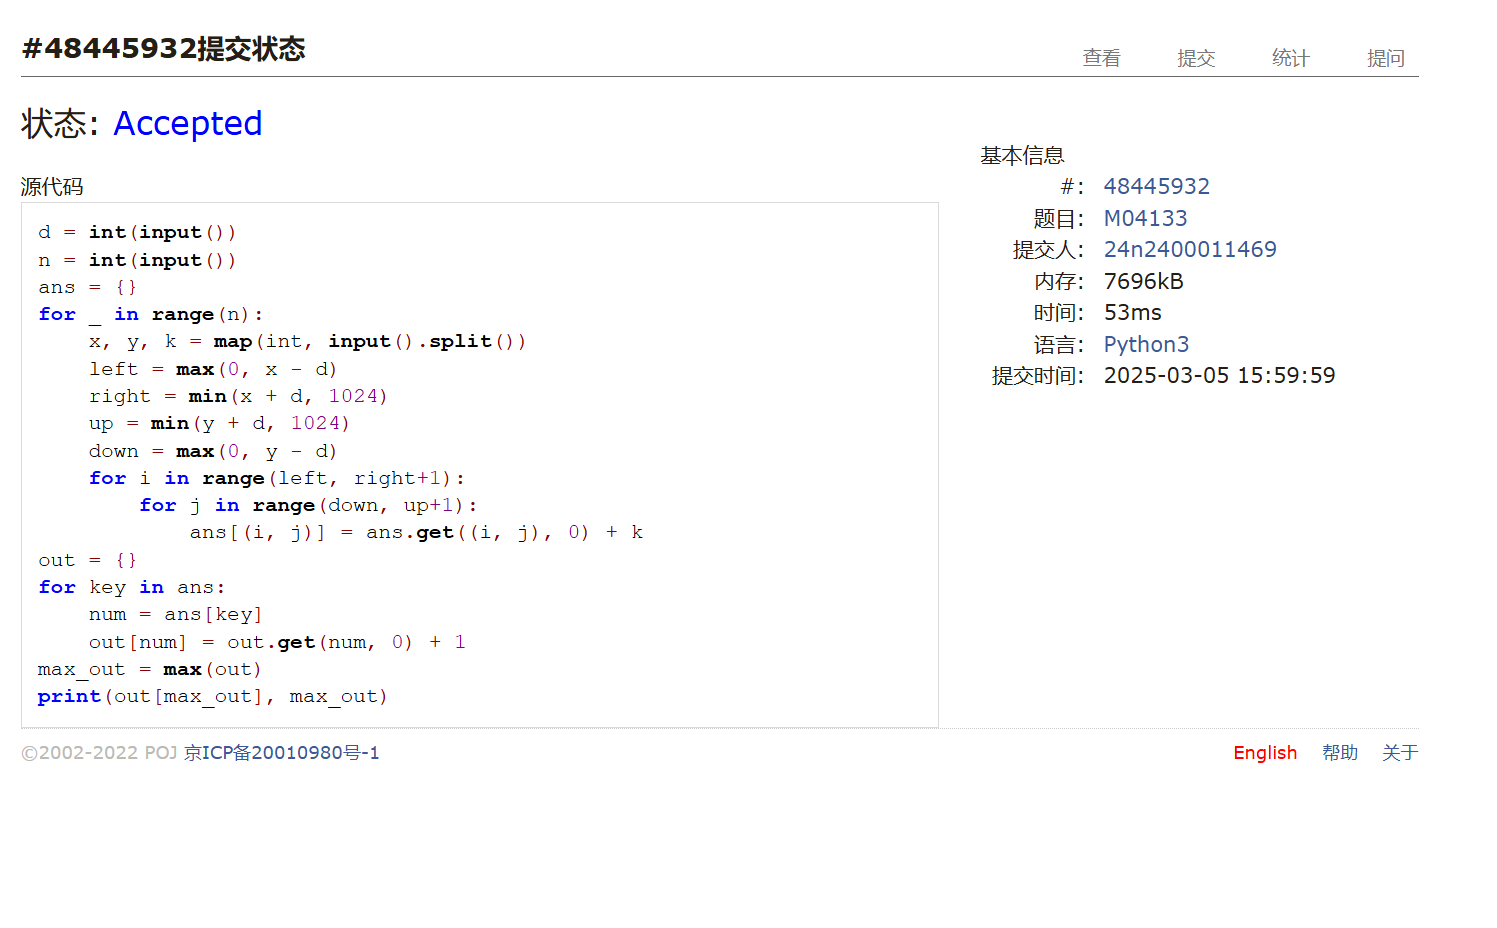 #48445932提交状态
查看 提交 统计 提问
状态: Accepted
源代码
d = int(input())
n = int(input())
ans = {}
for _ in range(n):
    x, y, k = map(int, input().split())
    left = max(0, x - d)
    right = min(x + d, 1024)
    up = min(y + d, 1024)
    down = max(0, y - d)
    for i in range(left, right+1):
        for j in range(down, up+1):
            ans[(i, j)] = ans.get((i, j), 0) + k
out = {}
for key in ans:
    num = ans[key]
    out[num] = out.get(num, 0) + 1
max_out = max(out)
print(out[max_out], max_out)
基本信息
#: 48445932
题目: M04133
提交人: 24n2400011469
内存: 7696kB
时间: 53ms
语言: Python3
提交时间: 2025-03-05 15:59:59
©2002-2022 POJ 京ICP备20010980号-1
English 帮助 关于